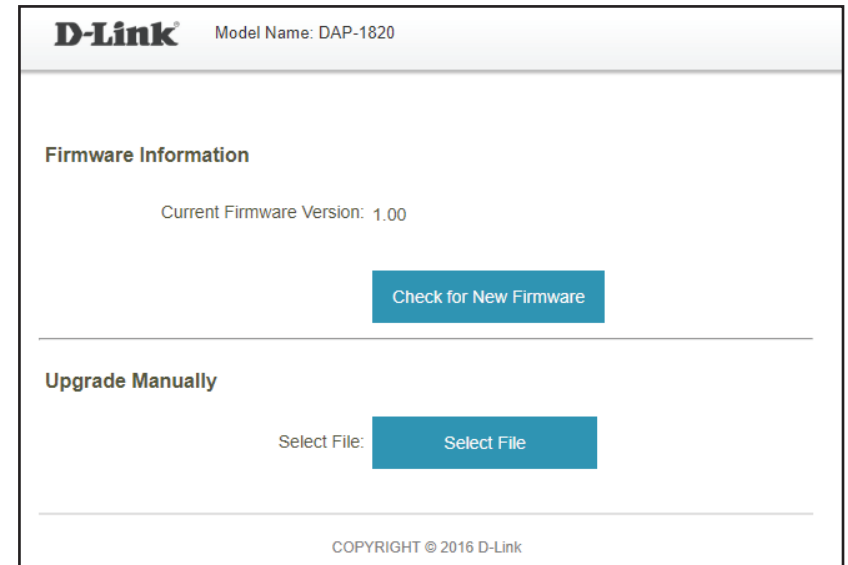 D-Link® Model Name: DAP-1820
Firmware Information
Current Firmware Version: 1.00
Check for New Firmware
Upgrade Manually
Select File: Select File
COPYRIGHT © 2016 D-Link